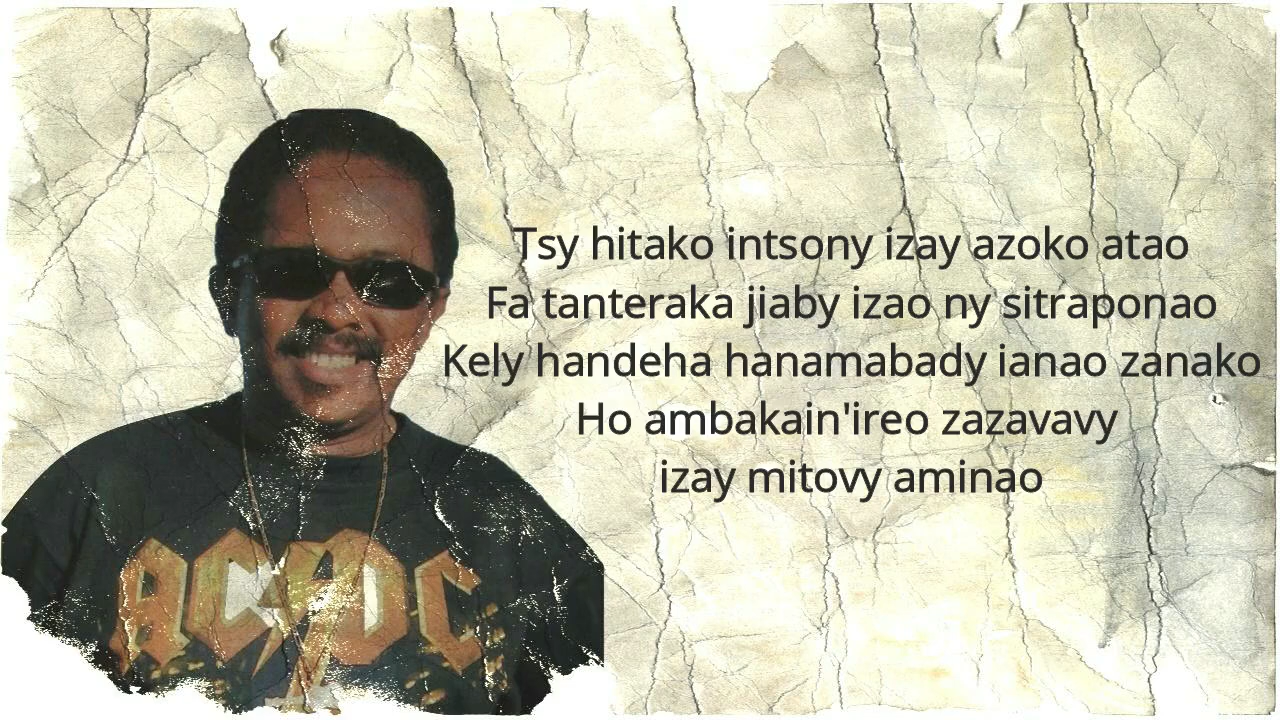 Tsy hitako intsony izay azoko atao
Fa tanteraka jiaby izao ny sitraponao
Kely handeha hanamabady ianao zanako
Ho ambakain'ireo zazavavy
izay mitovy aminao
ACDC